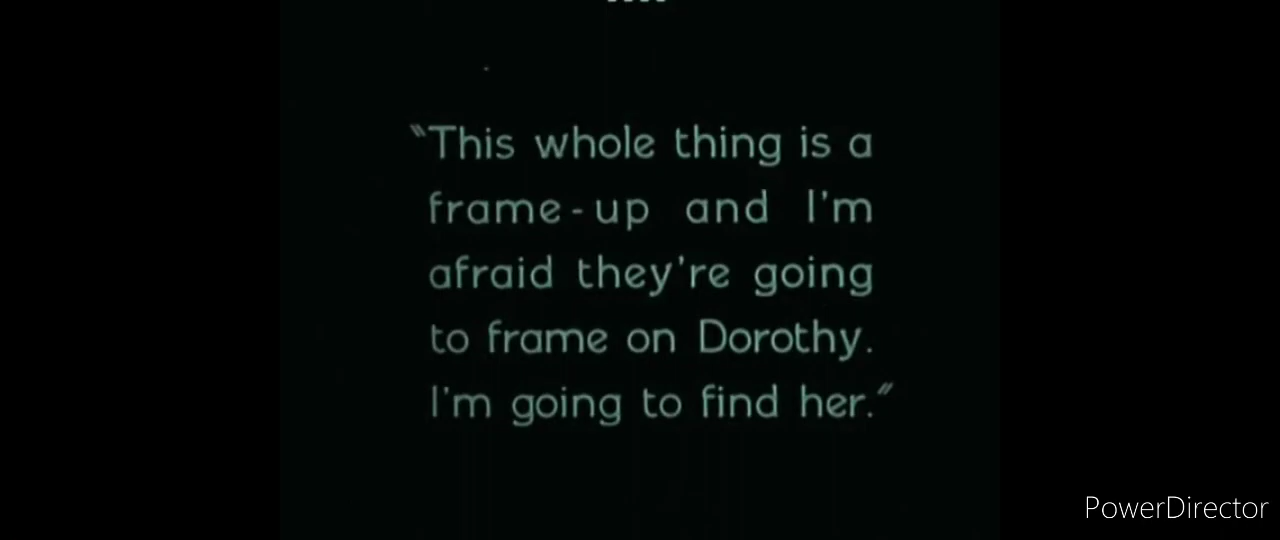 “This whole thing is a
frame-up and I'm
afraid they're going
to frame on Dorothy.
I'm going to find her.”
PowerDirector